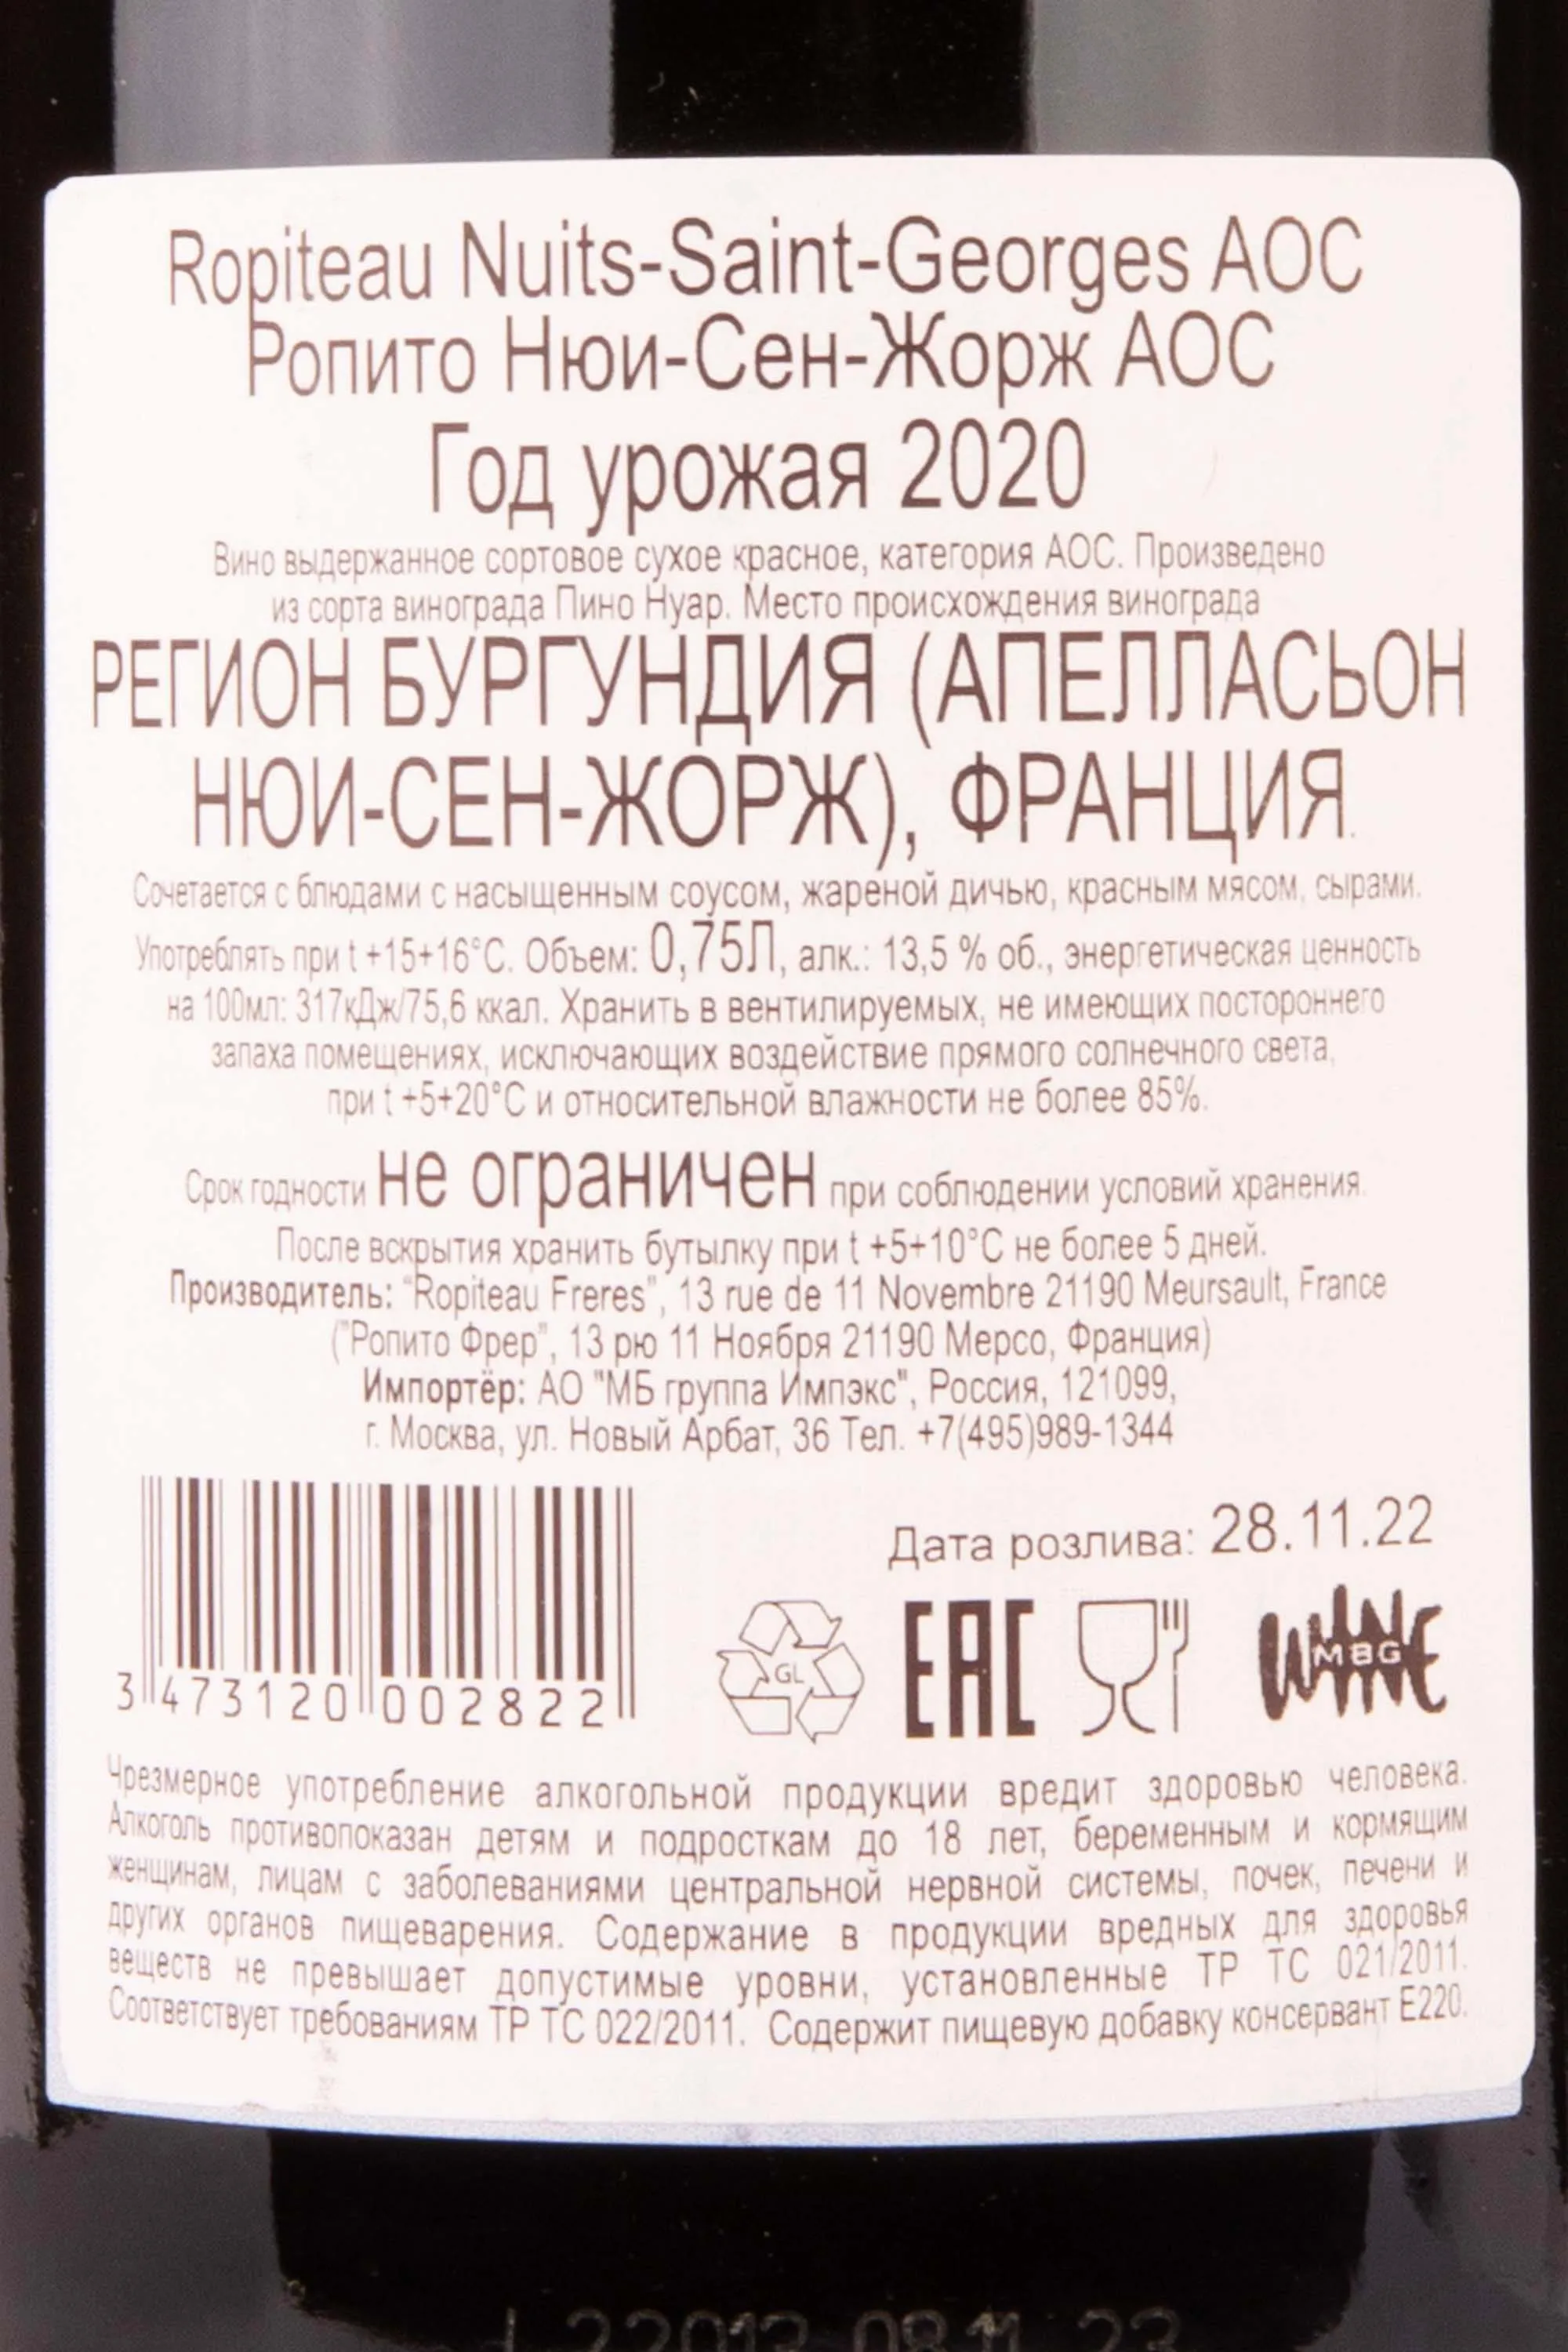 Ropiteau Nuits-Saint-Georges AOC
Ропито Нюи-Сен-Жорж АОС
Год урожая 2020
Вино выдержанное сортовое сухое красное, категория АОС. Произведено
из сорта винограда Пино Нуар. Место происхождения винограда
РЕГИОН БУРГУНДИЯ (АПЕЛЛАСЬОН
НЮИ-СЕН-ЖОРЖ), ФРАНЦИЯ.
Сочетается с блюдами с насыщенным соусом, жареной дичью, красным мясом, сырами.
Употреблять при t +15+16°C. Объем: 0,75Л, алк.: 13,5 % об., энергетическая ценность
на 100мл: 317кДж/75,6 ккал. Хранить в вентилируемых, не имеющих постороннего
запаха помещениях, исключающих воздействие прямого солнечного света,
при t +5+20°C и относительной влажности не более 85%.
Срок годности не ограничен при соблюдении условий хранения.
После вскрытия хранить бутылку при t +5+10°C не более 5 дней.
Производитель: "Ropiteau Freres", 13 rue de 11 Novembre 21190 Meursault, France
("Ропито Фрер", 13 рю 11 Ноября 21190 Мерсо, Франция)
Импортёр: АО "МБ группа Импэкс", Россия, 121099,
г. Москва, ул. Новый Арбат, 36 Тел. +7(495)989-1344
Дата розлива: 28.11.22
3 473120 002822
GL
EAC
WINE
MBG
Чрезмерное употребление алкогольной продукции вредит здоровью человека.
Алкоголь противопоказан детям и подросткам до 18 лет, беременным и кормящим
женщинам, лицам с заболеваниями центральной нервной системы, почек, печени и
других органов пищеварения. Содержание в продукции вредных для здоровья
веществ не превышает допустимые уровни, установленные ТР ТС 021/2011.
Соответствует требованиям ТР ТС 022/2011. Содержит пищевую добавку консервант Е220.